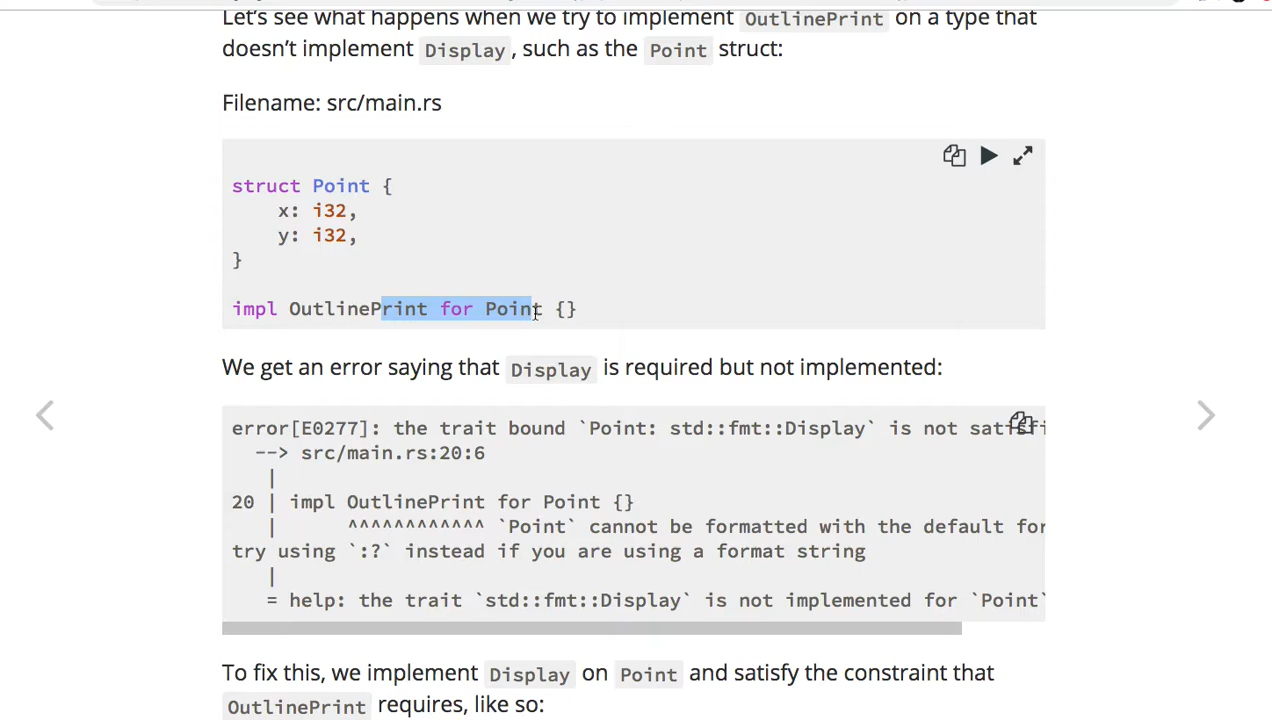 Let's see what happens when we try to implement OutlinePrint on a type that
doesn't implement Display, such as the Point struct:
Filename: src/main.rs
struct Point {
    x: i32,
    y: i32,
}
impl OutlinePrint for Point {}
We get an error saying that Display is required but not implemented:
error[E0277]: the trait bound `Point: std::fmt::Display` is not
  --> src/main.rs:20:6
   |
20 | impl OutlinePrint for Point {}
   |      ^^^^^^^^^^^^ `Point` cannot be formatted with the default
try using `:?` instead if you are using a format string
   |
   = help: the trait `std::fmt::Display` is not implemented for `Point`
To fix this, we implement Display on Point and satisfy the constraint that
OutlinePrint requires, like so: